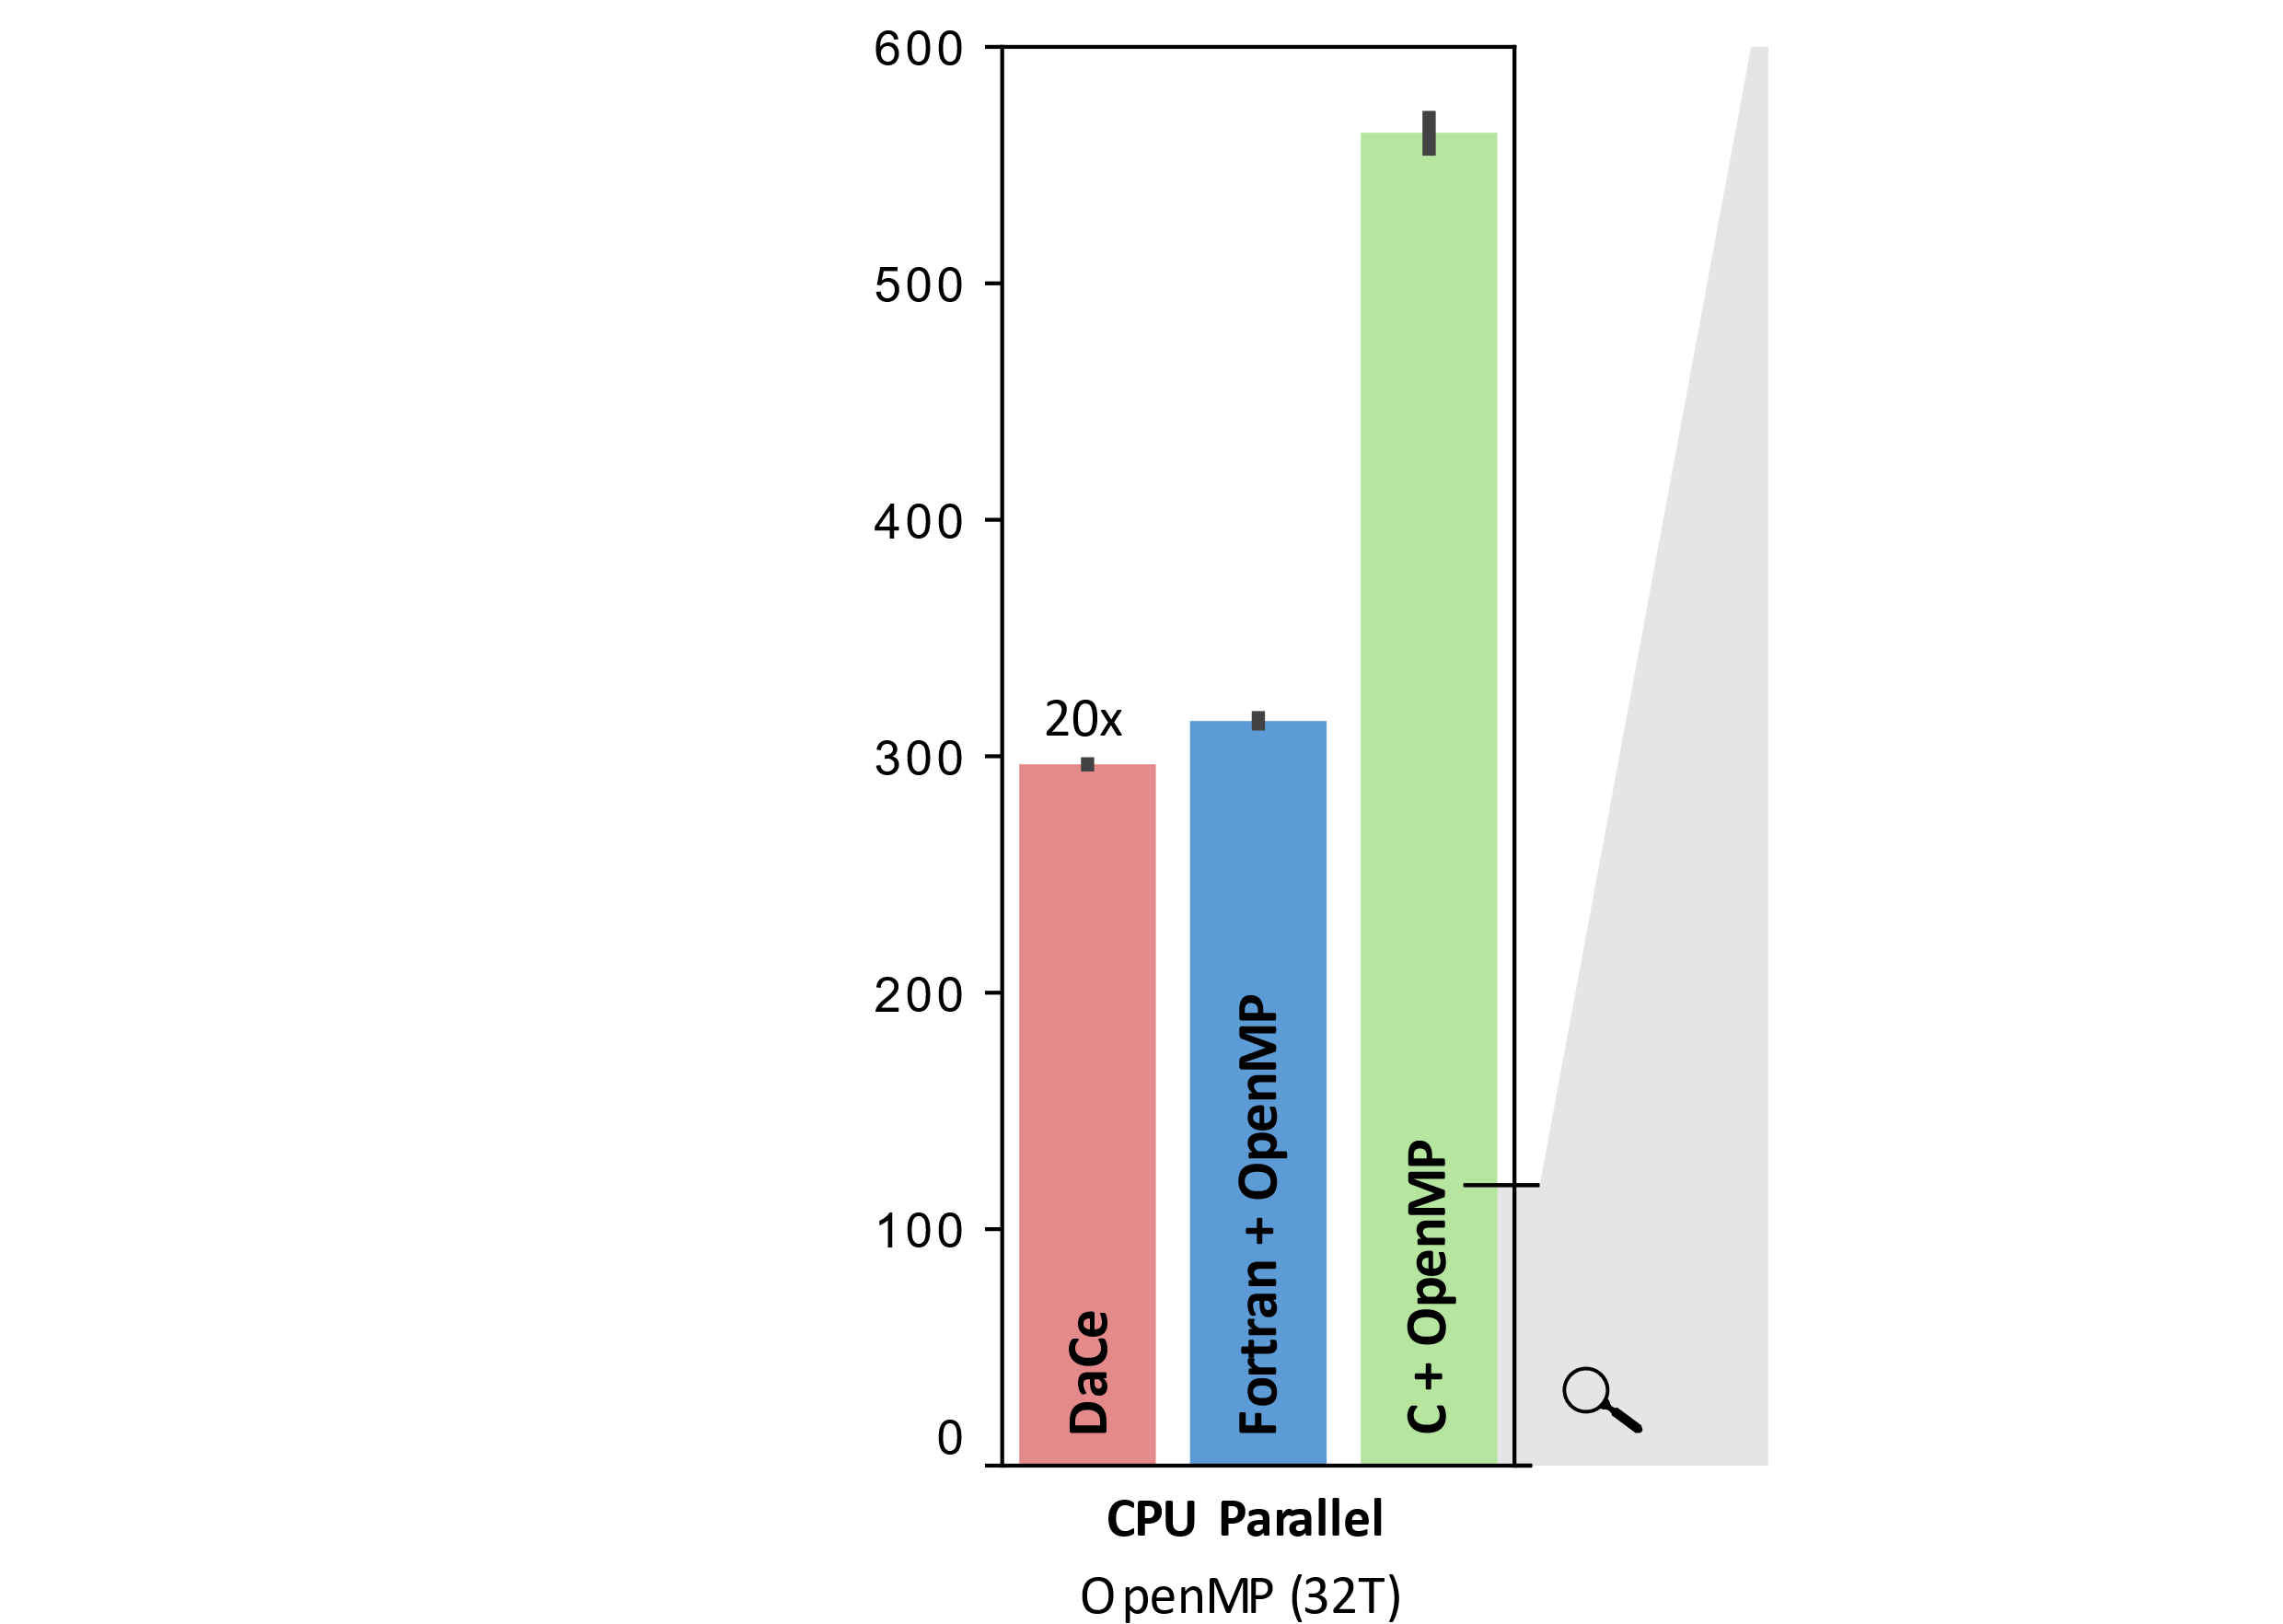 600
500
400
300
200
100
0
20x
DaCe
Fortran + OpenMP
C + OpenMP
CPU Parallel
OpenMP (32T)